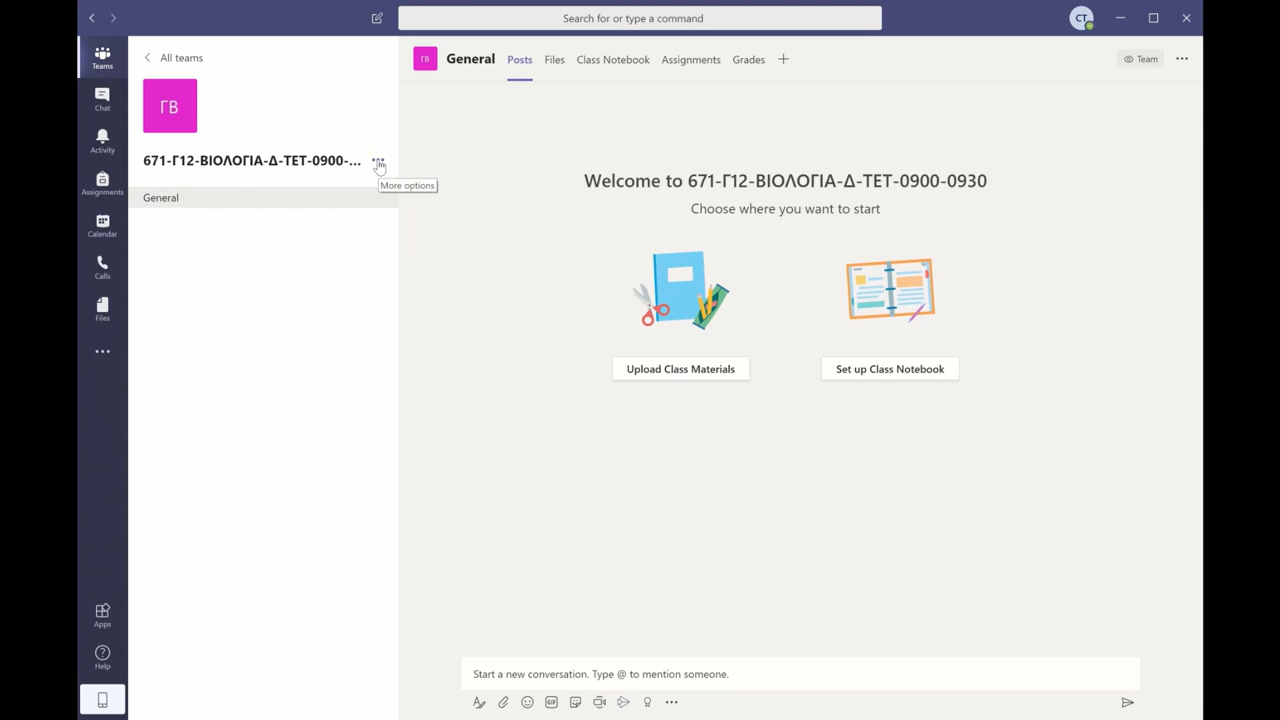 Search for or type a command
CT
Teams
Chat
Activity
Assignments
Calendar
Calls
Files
Apps
Help
All teams
ΓΒ
671-Γ12-ΒΙΟΛΟΓΙΑ-Δ-ΤΕΤ-0900-...
More options
General
ΓΒ
General
Posts
Files
Class Notebook
Assignments
Grades
Team
Welcome to 671-Γ12-ΒΙΟΛΟΓΙΑ-Δ-ΤΕΤ-0900-0930
Choose where you want to start
Upload Class Materials
Set up Class Notebook
Start a new conversation. Type @ to mention someone.
GIF